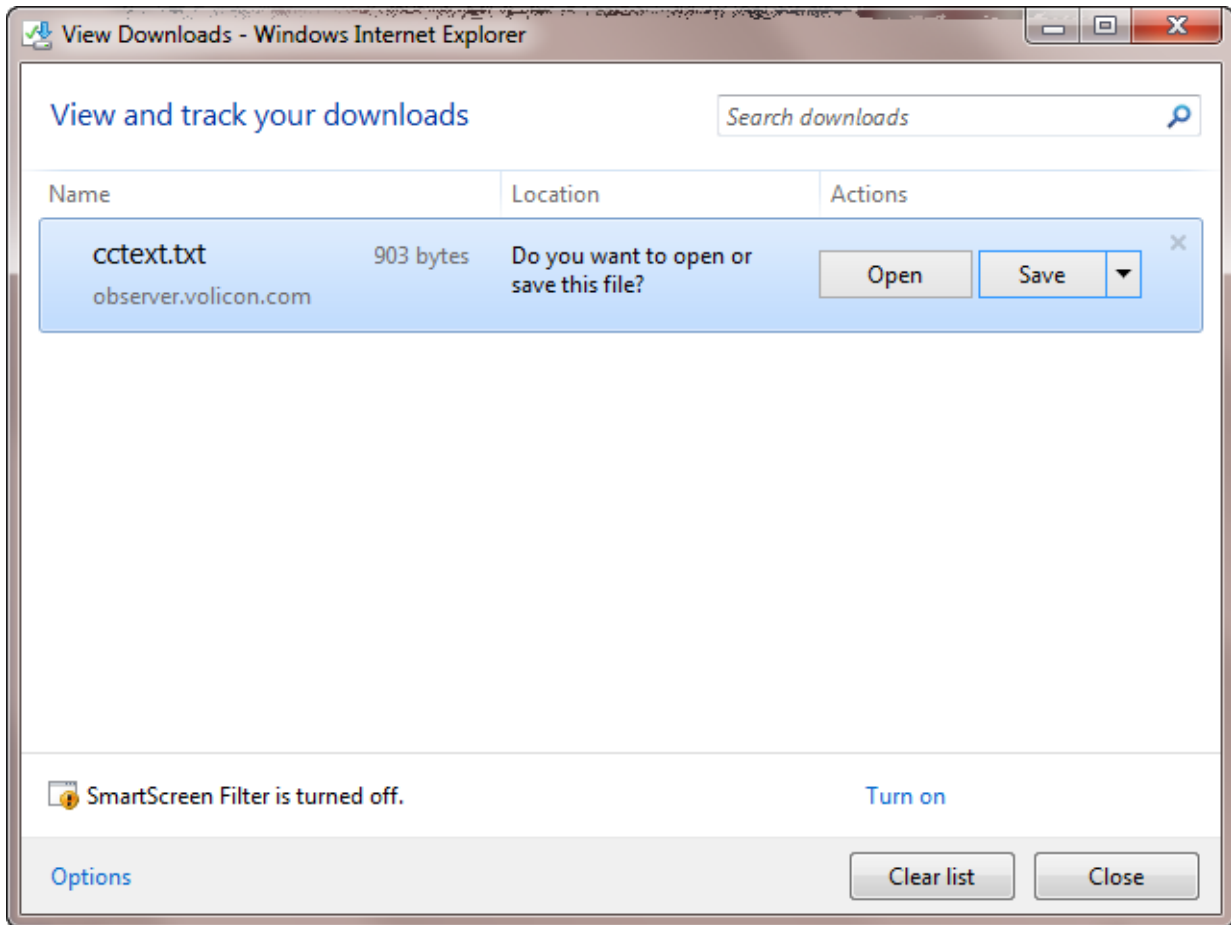 View Downloads - Windows Internet Explorer
View and track your downloads
Search downloads
Name Location Actions
cctext.txt 903 bytes Do you want to open or save this file? Open Save
observer.volicon.com
SmartScreen Filter is turned off. Turn on
Options Clear list Close